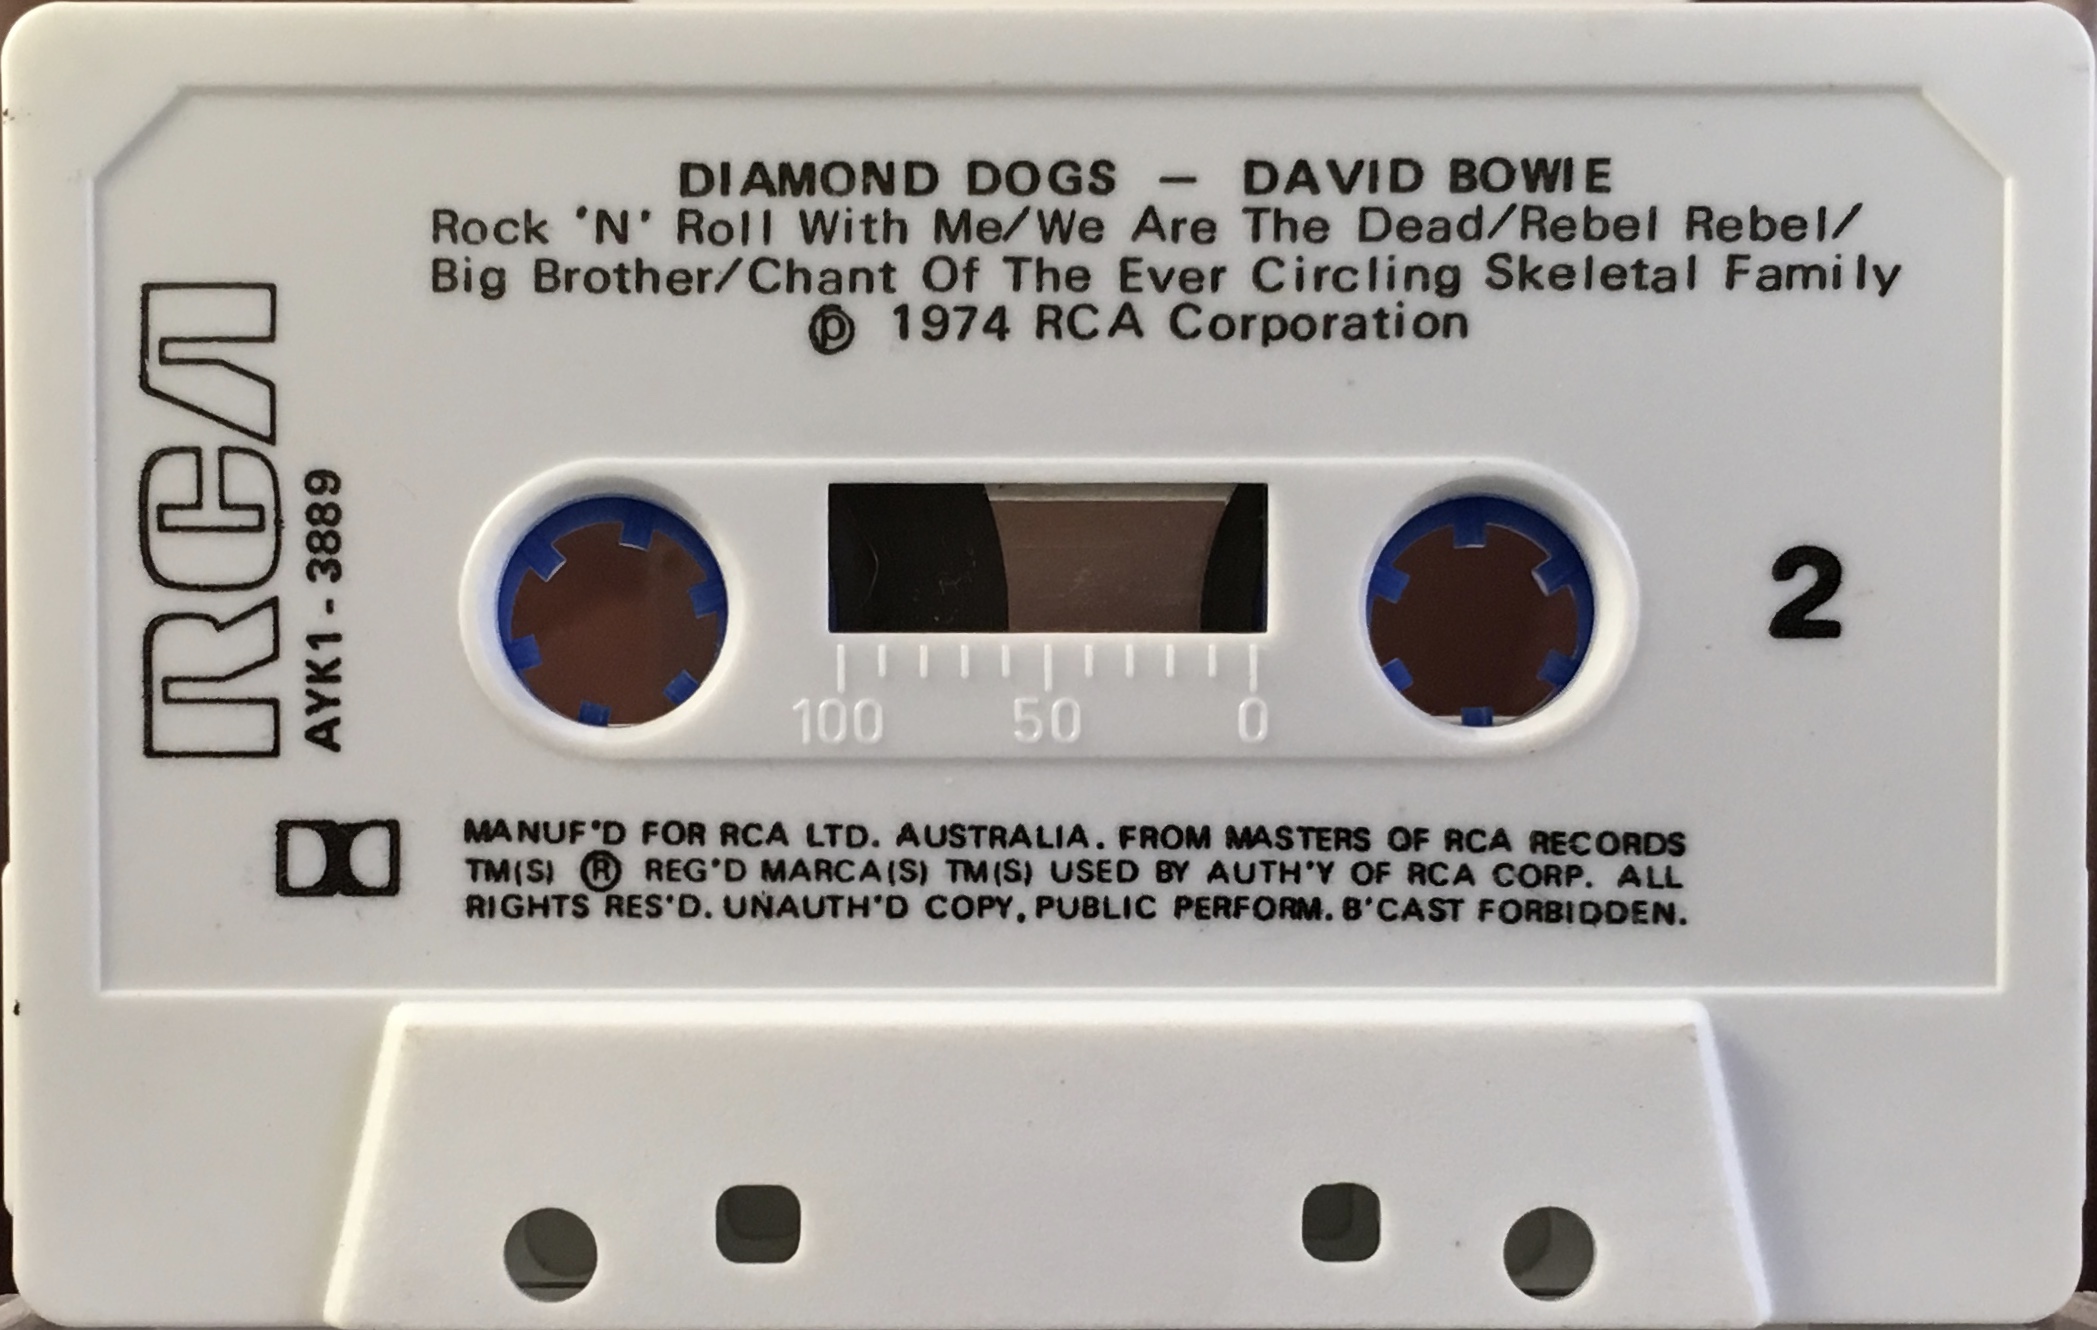 DIAMOND DOGS — DAVID BOWIE
Rock 'N' Roll With Me/We Are The Dead/Rebel Rebel/
Big Brother/Chant Of The Ever Circling Skeletal Family
℗ 1974 RCA Corporation
RCA
AYK1 - 3889
2
100 50 0
MANUF'D FOR RCA LTD. AUSTRALIA. FROM MASTERS OF RCA RECORDS
TM(S) ® REG'D MARCA(S) TM(S) USED BY AUTH'Y OF RCA CORP. ALL
RIGHTS RES'D. UNAUTH'D COPY, PUBLIC PERFORM. B'CAST FORBIDDEN.